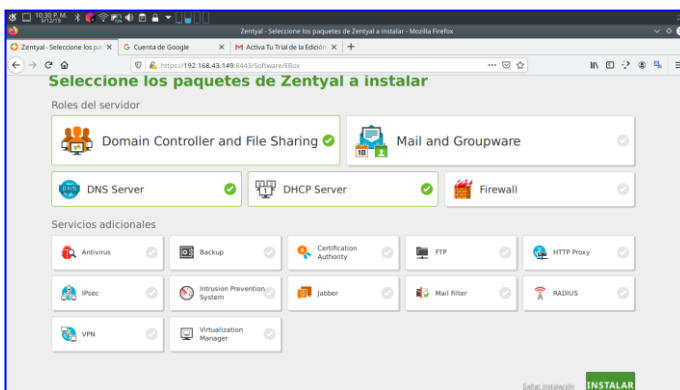 10:30 P. M.
9/12/19
Zentyal - Seleccione los paquetes de Zentyal a instalar - Mozilla Firefox
Zentyal - Seleccione los pa
Cuenta de Google
Activa Tu Trial de la Edición
https://192.168.43.149:8443/Software/EBox
Seleccione los paquetes de Zentyal a instalar
Roles del servidor
Domain Controller and File Sharing
Mail and Groupware
DNS Server
DHCP Server
Firewall
Servicios adicionales
Antivirus
Backup
Certification
Authority
FTP
HTTP Proxy
IPsec
Intrusion Prevention
System
Jabber
Mail Filter
RADIUS
VPN
Virtualization
Manager
Saltar instalación
INSTALAR